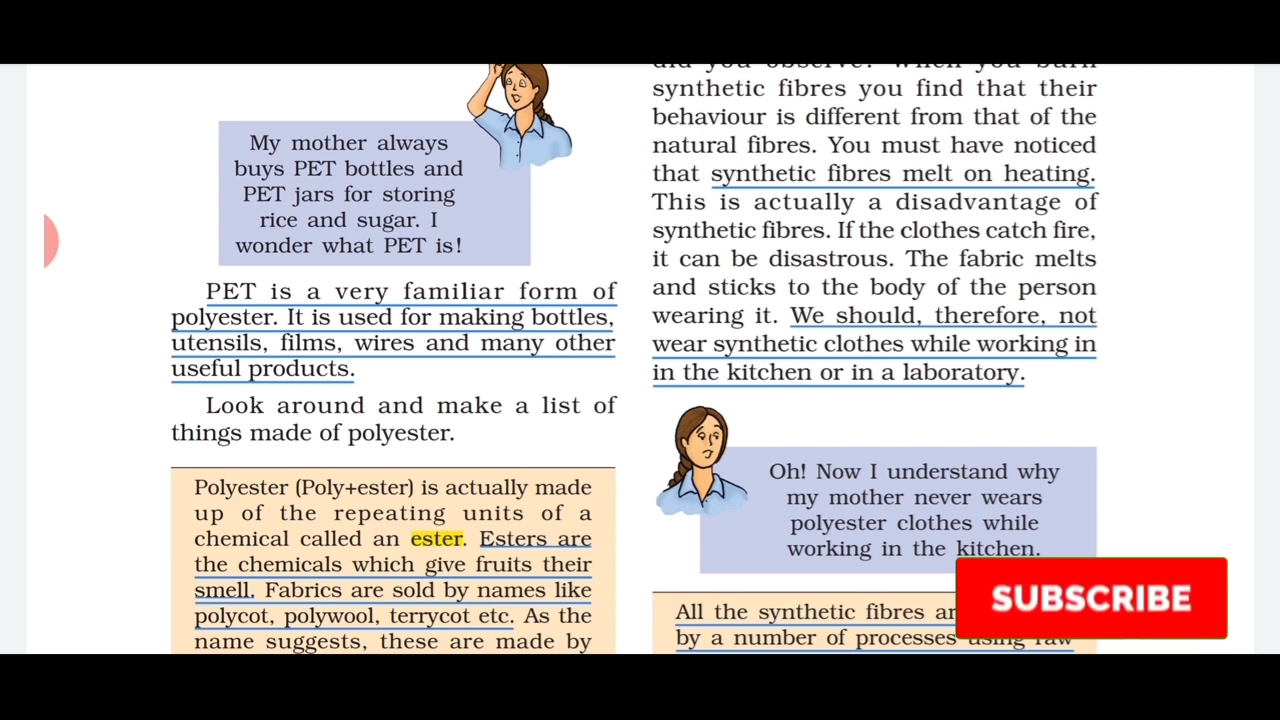 My mother always
buys PET bottles and
PET jars for storing
rice and sugar. I
wonder what PET is!
PET is a very familiar form of
polyester. It is used for making bottles,
utensils, films, wires and many other
useful products.
Look around and make a list of
things made of polyester.
Polyester (Poly+ester) is actually made
up of the repeating units of a
chemical called an ester. Esters are
the chemicals which give fruits their
smell. Fabrics are sold by names like
polycot, polywool, terrycot etc. As the
name suggests, these are made by
did you observe? When you burn
synthetic fibres you find that their
behaviour is different from that of the
natural fibres. You must have noticed
that synthetic fibres melt on heating.
This is actually a disadvantage of
synthetic fibres. If the clothes catch fire,
it can be disastrous. The fabric melts
and sticks to the body of the person
wearing it. We should, therefore, not
wear synthetic clothes while working in
in the kitchen or in a laboratory.
Oh! Now I understand why
my mother never wears
polyester clothes while
working in the kitchen.
All the synthetic fibres
by a number of processes using raw
SUBSCRIBE